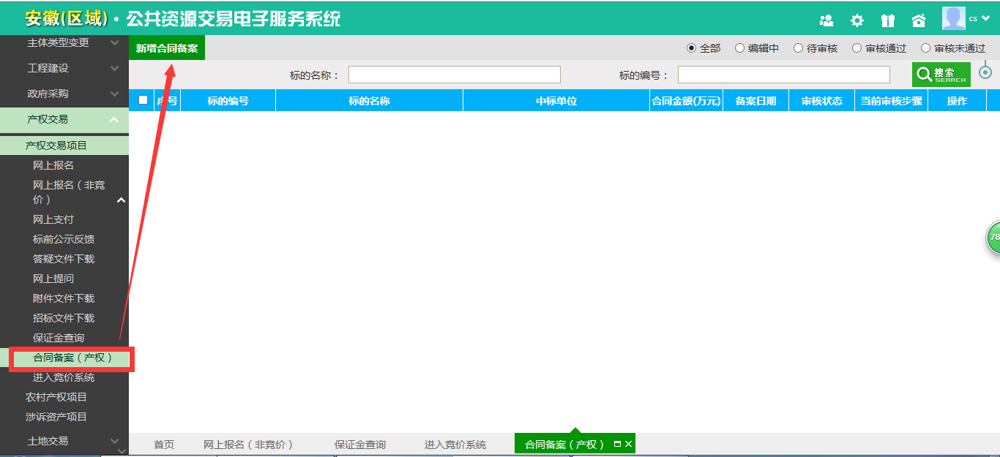 安徽(区域)·公共资源交易电子服务系统
cs
主体类型变更
工程建设
政府采购
产权交易
产权交易项目
网上报名
网上报名（非竞
价）
网上支付
标前公示反馈
答疑文件下载
网上提问
附件文件下载
招标文件下载
保证金查询
合同备案（产权）
进入竞价系统
农村产权项目
涉诉资产项目
土地交易
新增合同备案
全部 编辑中 待审核 审核通过 审核未通过
标的名称： 标的编号： 搜索
SEARCH
序号 标的编号 标的名称 中标单位 合同金额(万元) 备案日期 审核状态 当前审核步骤 操作
78
首页 网上报名（非竞价） 保证金查询 进入竞价系统 合同备案（产权）